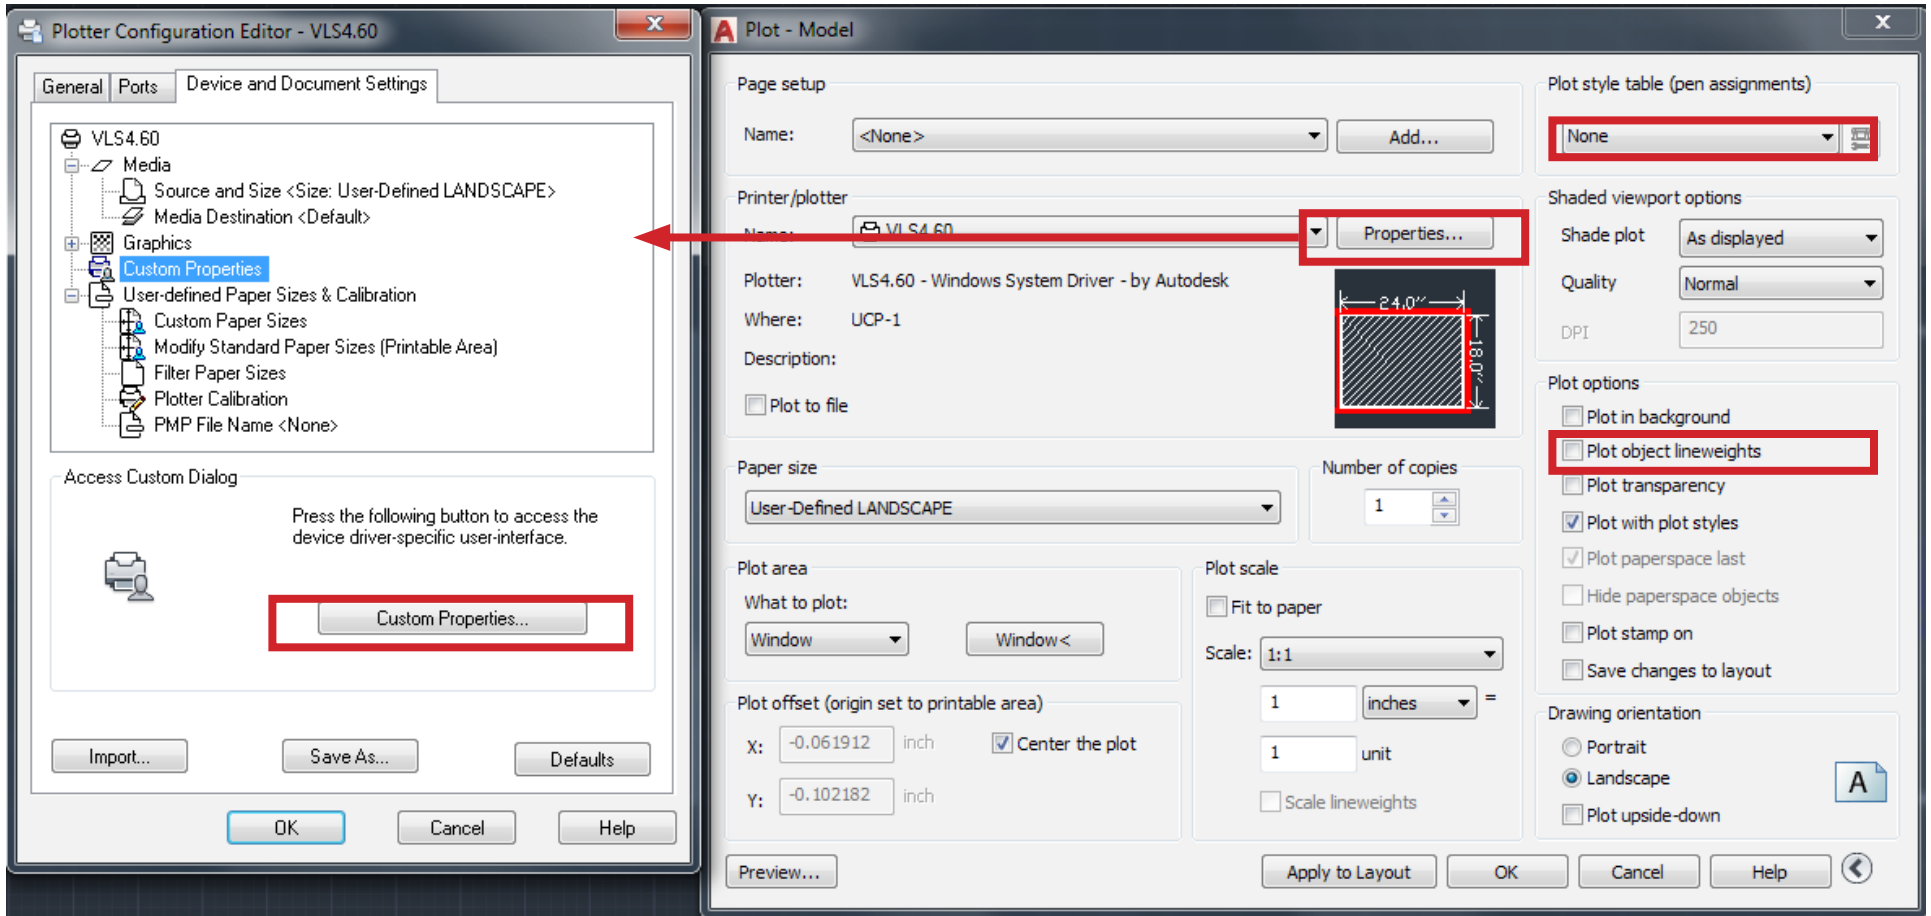 Plotter Configuration Editor - VLS4.60
General Ports Device and Document Settings
VLS4.60
Media
Source and Size <Size: User-Defined LANDSCAPE>
Media Destination <Default>
Graphics
Custom Properties
User-defined Paper Sizes & Calibration
Custom Paper Sizes
Modify Standard Paper Sizes (Printable Area)
Filter Paper Sizes
Plotter Calibration
PMP File Name <None>
Access Custom Dialog
Press the following button to access the
device driver-specific user-interface.
Custom Properties...
Import... Save As... Defaults
OK Cancel Help
Plot - Model
Page setup
Name: <None> Add...
Printer/plotter
Name: VLS4.60 Properties...
Plotter: VLS4.60 - Windows System Driver - by Autodesk
Where: UCP-1
Description:
Plot to file
24.0''
18.0''
Paper size
User-Defined LANDSCAPE
Number of copies
1
Plot area
What to plot:
Window Window<
Plot scale
Fit to paper
Scale: 1:1
1 inches =
1 unit
Scale lineweights
Plot offset (origin set to printable area)
X: -0.061912 inch Center the plot
Y: -0.102182 inch
Plot style table (pen assignments)
None
Shaded viewport options
Shade plot As displayed
Quality Normal
DPI 250
Plot options
Plot in background
Plot object lineweights
Plot transparency
Plot with plot styles
Plot paperspace last
Hide paperspace objects
Plot stamp on
Save changes to layout
Drawing orientation
Portrait
Landscape
Plot upside-down
A
Preview... Apply to Layout OK Cancel Help